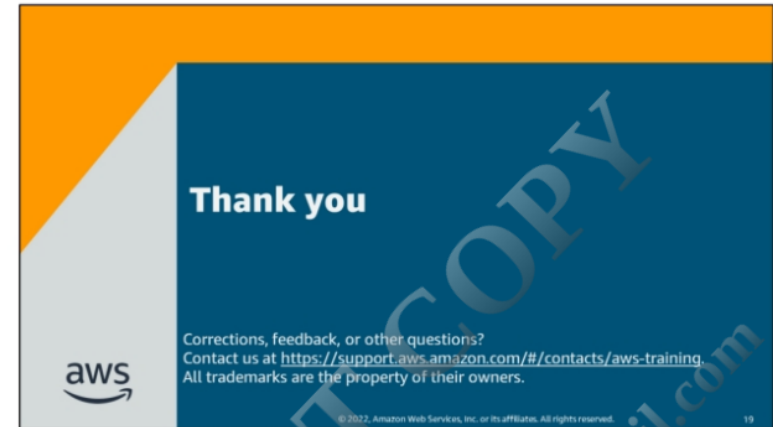 Thank you
Corrections, feedback, or other questions?
Contact us at https://support.aws.amazon.com/#/contacts/aws-training.
All trademarks are the property of their owners.
aws
© 2022, Amazon Web Services, Inc. or its affiliates. All rights reserved.
19
COPY